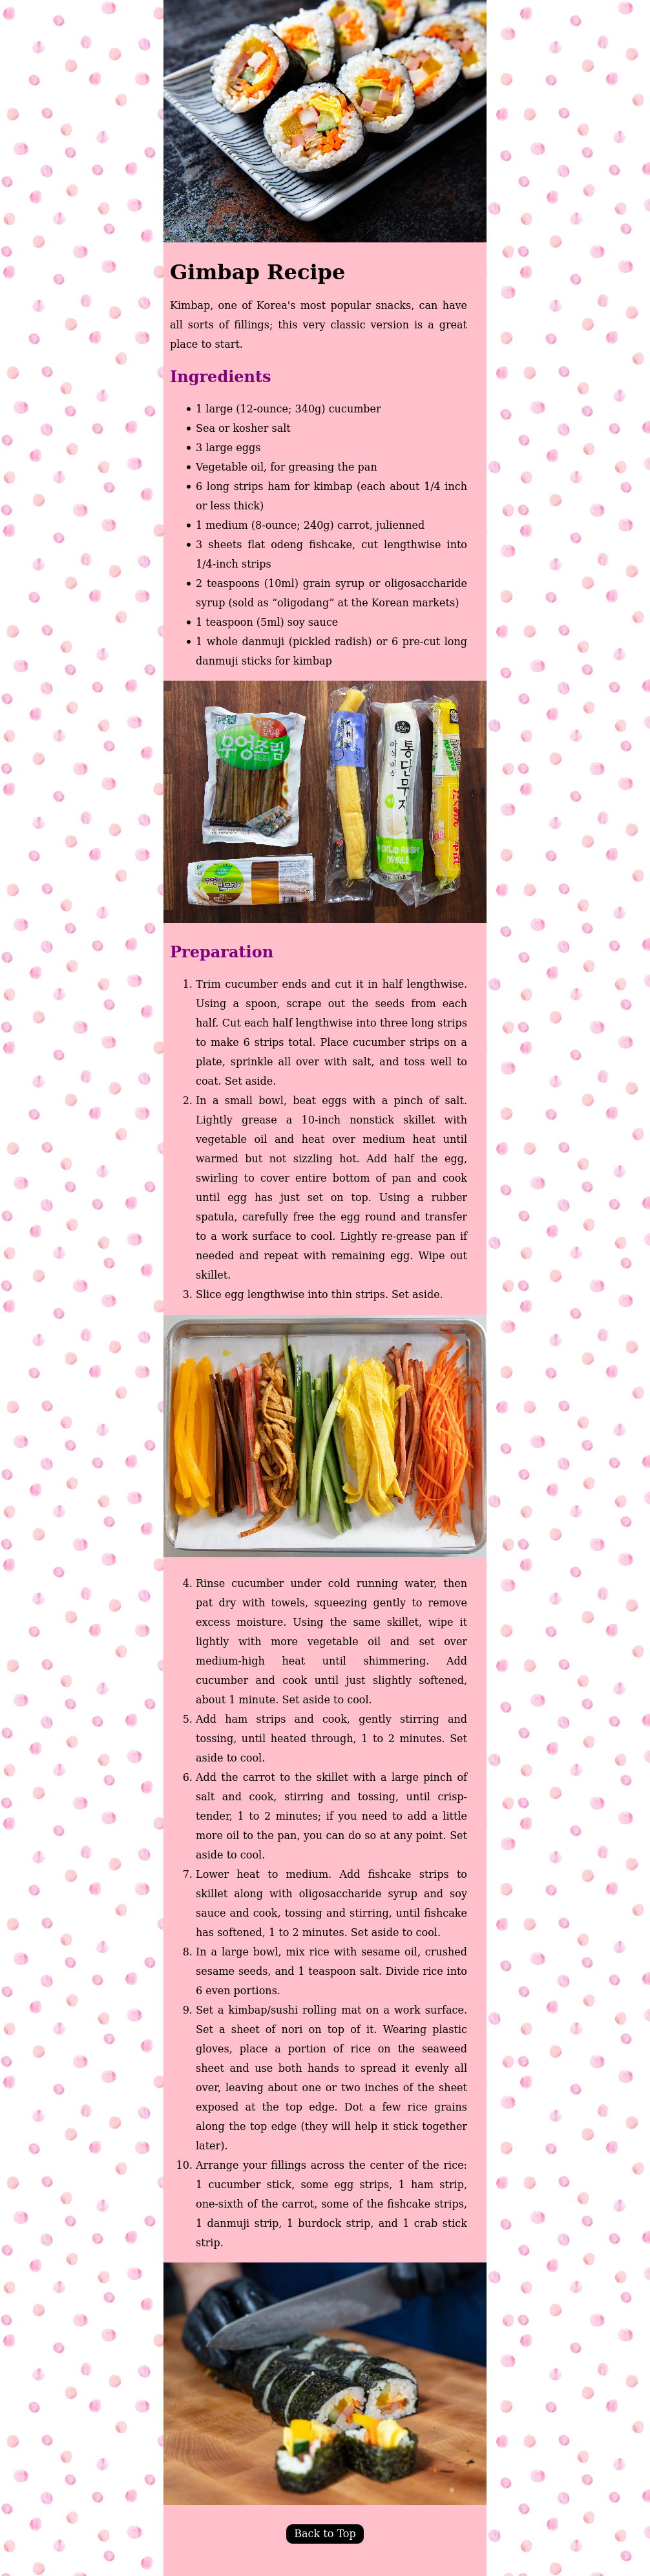 Gimbap Recipe
Kimbap, one of Korea's most popular snacks, can have
all sorts of fillings; this very classic version is a great
place to start.
Ingredients
• 1 large (12-ounce; 340g) cucumber
• Sea or kosher salt
• 3 large eggs
• Vegetable oil, for greasing the pan
• 6 long strips ham for kimbap (each about 1/4 inch
or less thick)
• 1 medium (8-ounce; 240g) carrot, julienned
• 3 sheets flat odeng fishcake, cut lengthwise into
1/4-inch strips
• 2 teaspoons (10ml) grain syrup or oligosaccharide
syrup (sold as “oligodang” at the Korean markets)
• 1 teaspoon (5ml) soy sauce
• 1 whole danmuji (pickled radish) or 6 pre-cut long
danmuji sticks for kimbap
우엉조림
통단무지
Preparation
1. Trim cucumber ends and cut it in half lengthwise.
Using a spoon, scrape out the seeds from each
half. Cut each half lengthwise into three long strips
to make 6 strips total. Place cucumber strips on a
plate, sprinkle all over with salt, and toss well to
coat. Set aside.
2. In a small bowl, beat eggs with a pinch of salt.
Lightly grease a 10-inch nonstick skillet with
vegetable oil and heat over medium heat until
warmed but not sizzling hot. Add half the egg,
swirling to cover entire bottom of pan and cook
until egg has just set on top. Using a rubber
spatula, carefully free the egg round and transfer
to a work surface to cool. Lightly re-grease pan if
needed and repeat with remaining egg. Wipe out
skillet.
3. Slice egg lengthwise into thin strips. Set aside.
4. Rinse cucumber under cold running water, then
pat dry with towels, squeezing gently to remove
excess moisture. Using the same skillet, wipe it
lightly with more vegetable oil and set over
medium-high heat until shimmering. Add
cucumber and cook until just slightly softened,
about 1 minute. Set aside to cool.
5. Add ham strips and cook, gently stirring and
tossing, until heated through, 1 to 2 minutes. Set
aside to cool.
6. Add the carrot to the skillet with a large pinch of
salt and cook, stirring and tossing, until crisp-
tender, 1 to 2 minutes; if you need to add a little
more oil to the pan, you can do so at any point. Set
aside to cool.
7. Lower heat to medium. Add fishcake strips to
skillet along with oligosaccharide syrup and soy
sauce and cook, tossing and stirring, until fishcake
has softened, 1 to 2 minutes. Set aside to cool.
8. In a large bowl, mix rice with sesame oil, crushed
sesame seeds, and 1 teaspoon salt. Divide rice into
6 even portions.
9. Set a kimbap/sushi rolling mat on a work surface.
Set a sheet of nori on top of it. Wearing plastic
gloves, place a portion of rice on the seaweed
sheet and use both hands to spread it evenly all
over, leaving about one or two inches of the sheet
exposed at the top edge. Dot a few rice grains
along the top edge (they will help it stick together
later).
10. Arrange your fillings across the center of the rice:
1 cucumber stick, some egg strips, 1 ham strip,
one-sixth of the carrot, some of the fishcake strips,
1 danmuji strip, 1 burdock strip, and 1 crab stick
strip.
Back to Top